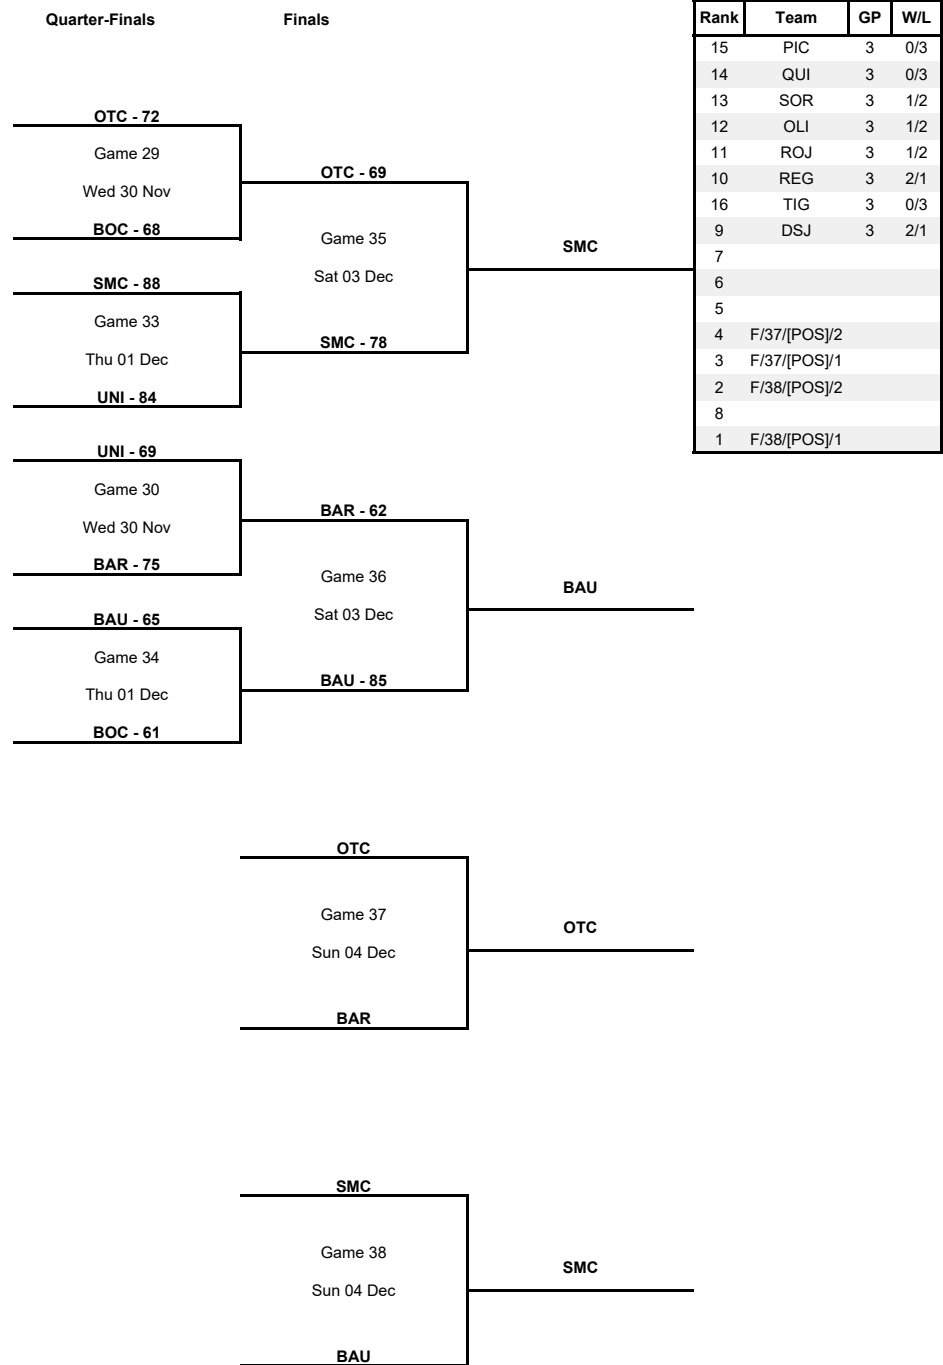 Quarter-Finals
Finals
OTC - 72
Game 29
Wed 30 Nov
BOC - 68
SMC - 88
Game 33
Thu 01 Dec
UNI - 84
UNI - 69
Game 30
Wed 30 Nov
BAR - 75
BAU - 65
Game 34
Thu 01 Dec
BOC - 61
OTC - 69
Game 35
Sat 03 Dec
SMC - 78
BAR - 62
Game 36
Sat 03 Dec
BAU - 85
SMC
BAU
OTC
Game 37
Sun 04 Dec
BAR
OTC
SMC
Game 38
Sun 04 Dec
BAU
SMC
Rank Team GP W/L
15 PIC 3 0/3
14 QUI 3 0/3
13 SOR 3 1/2
12 OLI 3 1/2
11 ROJ 3 1/2
10 REG 3 2/1
16 TIG 3 0/3
9 DSJ 3 2/1
7
6
5
4 F/37/[POS]/2
3 F/37/[POS]/1
2 F/38/[POS]/2
8
1 F/38/[POS]/1